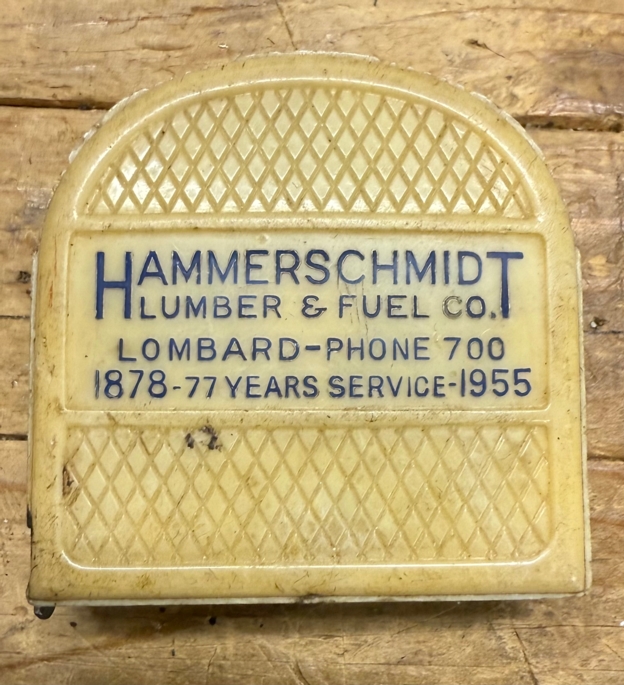 HAMMERSCHMIDT
LUMBER & FUEL CO.
LOMBARD-PHONE 700
1878-77 YEARS SERVICE-1955